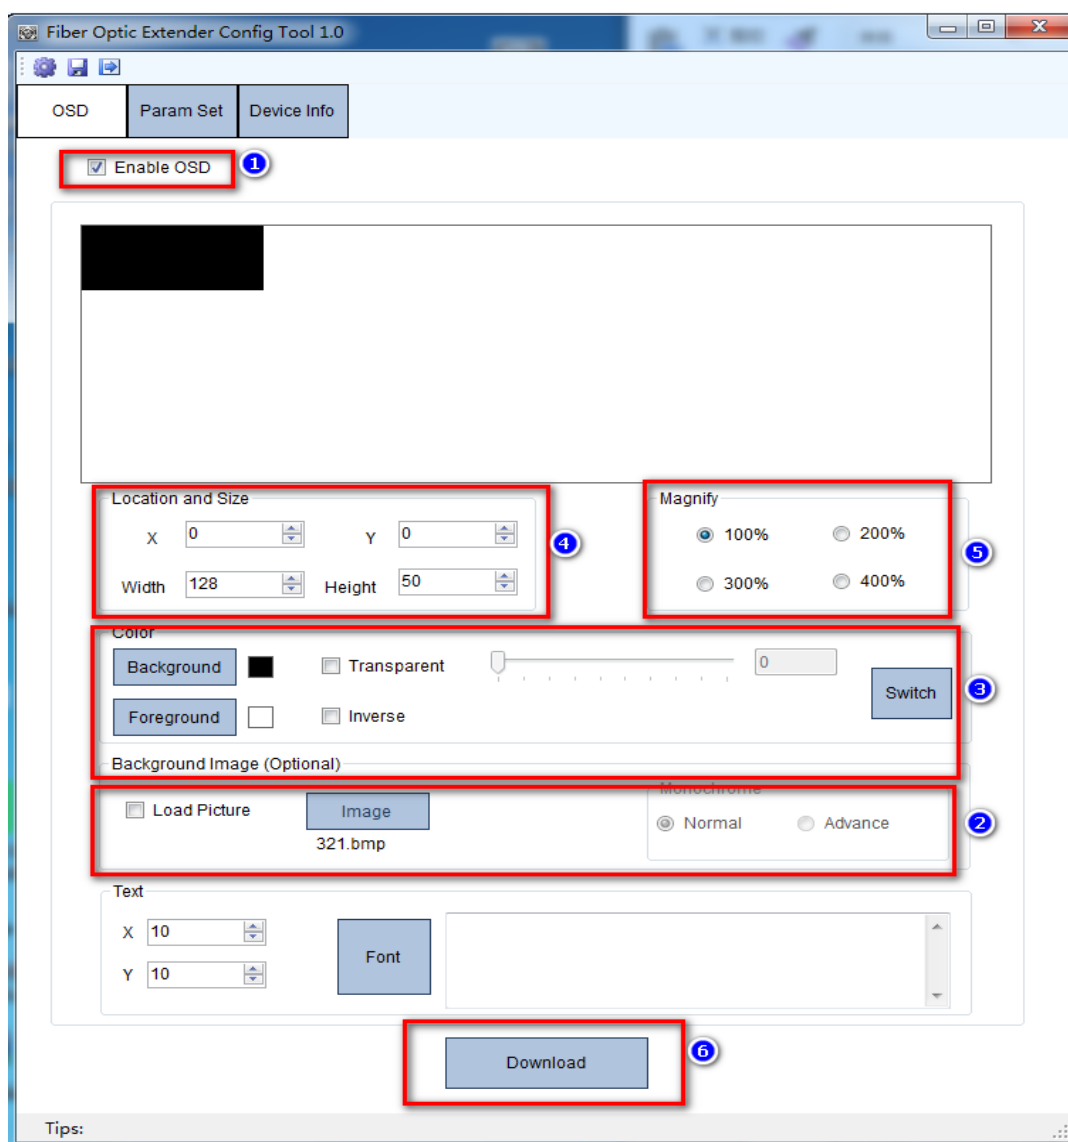 Fiber Optic Extender Config Tool 1.0
OSD Param Set Device Info
Enable OSD 1
Location and Size Magnify
X 0 Y 0 4 100% 200% 5
Width 128 Height 50 300% 400%
Color
Background Transparent 0
Switch 3
Foreground Inverse
Background Image (Optional)
Monochrome
Load Picture Image Normal Advance 2
321.bmp
Text
X 10
Font
Y 10
Download 6
Tips: